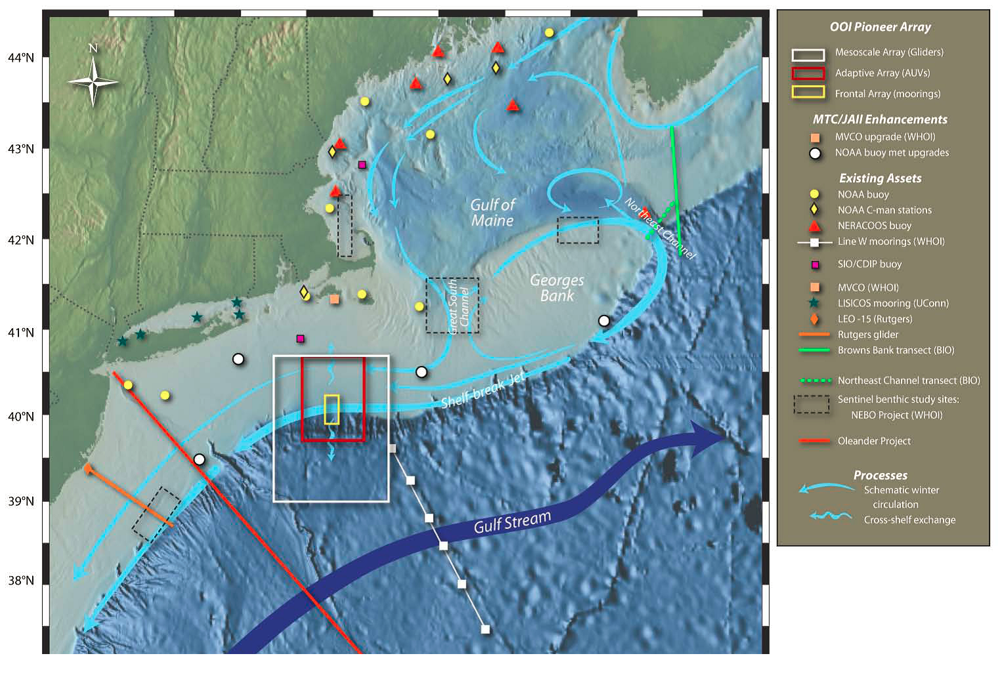 N
44°N
43°N
42°N
41°N
40°N
39°N
38°N
Gulf of
Maine
Northeast Channel
Georges
Bank
Great South
Channel
Shelf-break Jet
Gulf Stream
OOI Pioneer Array
Mesoscale Array (Gliders)
Adaptive Array (AUVs)
Frontal Array (moorings)
MTC/JAII Enhancements
MVCO upgrade (WHOI)
NOAA buoy met upgrades
Existing Assets
NOAA buoy
NOAA C-man stations
NERACOOS buoy
Line W moorings (WHOI)
SIO/CDIP buoy
MVCO (WHOI)
LISICOS mooring (UConn)
LEO -15 (Rutgers)
Rutgers glider
Browns Bank transect (BIO)
Northeast Channel transect (BIO)
Sentinel benthic study sites:
NEBO Project (WHOI)
Oleander Project
Processes
Schematic winter
circulation
Cross-shelf exchange